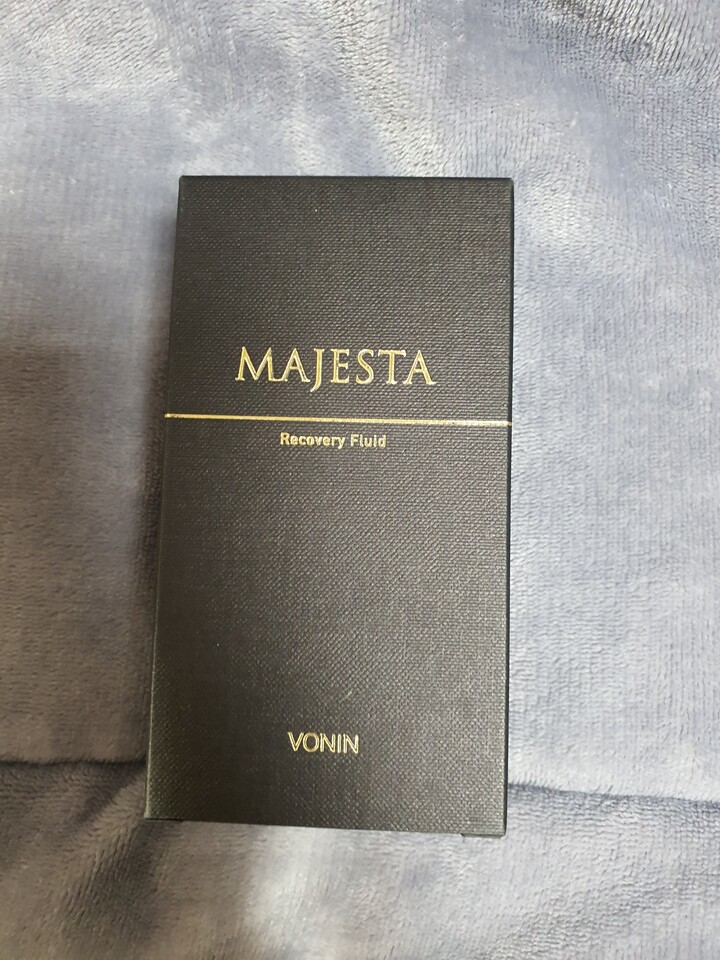 MAJESTA
Recovery Fluid
VONIN